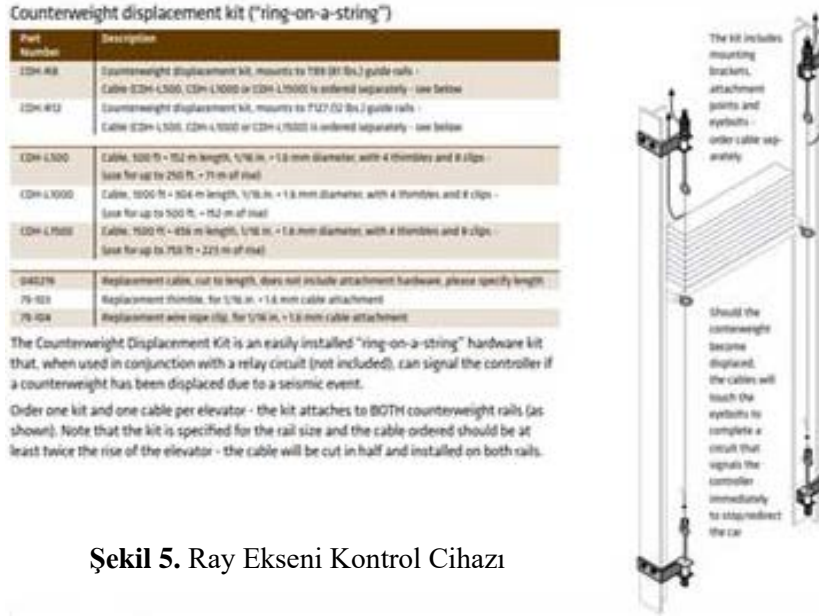 Counterweight displacement kit ("ring-on-a-string")
Part Number
Description
CDH-R8
Counterweight displacement kit, mounts to T89 (8 lbs.) guide rails -
Cable (CDH-L500, CDH-L1000 or CDH-L1500) is ordered separately - see below
CDH-R12
Counterweight displacement kit, mounts to T127 (12 lbs.) guide rails -
Cable (CDH-L500, CDH-L1000 or CDH-L1500) is ordered separately - see below
CDH-L500
Cable, 500 ft - 152 m length, 1/16 in. - 1.6 mm diameter, with 4 thimbles and 8 clips -
(use for up to 250 ft. - 71 m of rise)
CDH-L1000
Cable, 1000 ft - 304 m length, 1/16 in. - 1.6 mm diameter, with 4 thimbles and 8 clips -
(use for up to 500 ft. - 152 m of rise)
CDH-L1500
Cable, 1500 ft - 456 m length, 1/16 in. - 1.6 mm diameter, with 4 thimbles and 8 clips -
(use for up to 750 ft - 225 m of rise)
040216
Replacement cable, cut to length, does not include attachment hardware, please specify length
79-103
Replacement thimble, for 1/16 in. - 1.6 mm cable attachment
79-104
Replacement wire rope clip, for 1/16 in. - 1.6 mm cable attachment
The Counterweight Displacement Kit is an easily installed "ring-on-a-string" hardware kit
that, when used in conjunction with a relay circuit (not included), can signal the controller if
a counterweight has been displaced due to a seismic event.
Order one kit and one cable per elevator - the kit attaches to BOTH counterweight rails (as
shown). Note that the kit is specified for the rail size and the cable ordered should be at
least twice the rise of the elevator - the cable will be cut in half and installed on both rails.
The kit includes
mounting
brackets,
attachment
points and
eyebolts -
order cable sep-
arately.
Should the
conterweight
become
displaced,
the cables will
touch the
eyebolts to
complete a
circuit that
signals the
controller
immediately
to stop/redirect
the car
Şekil 5. Ray Ekseni Kontrol Cihazı